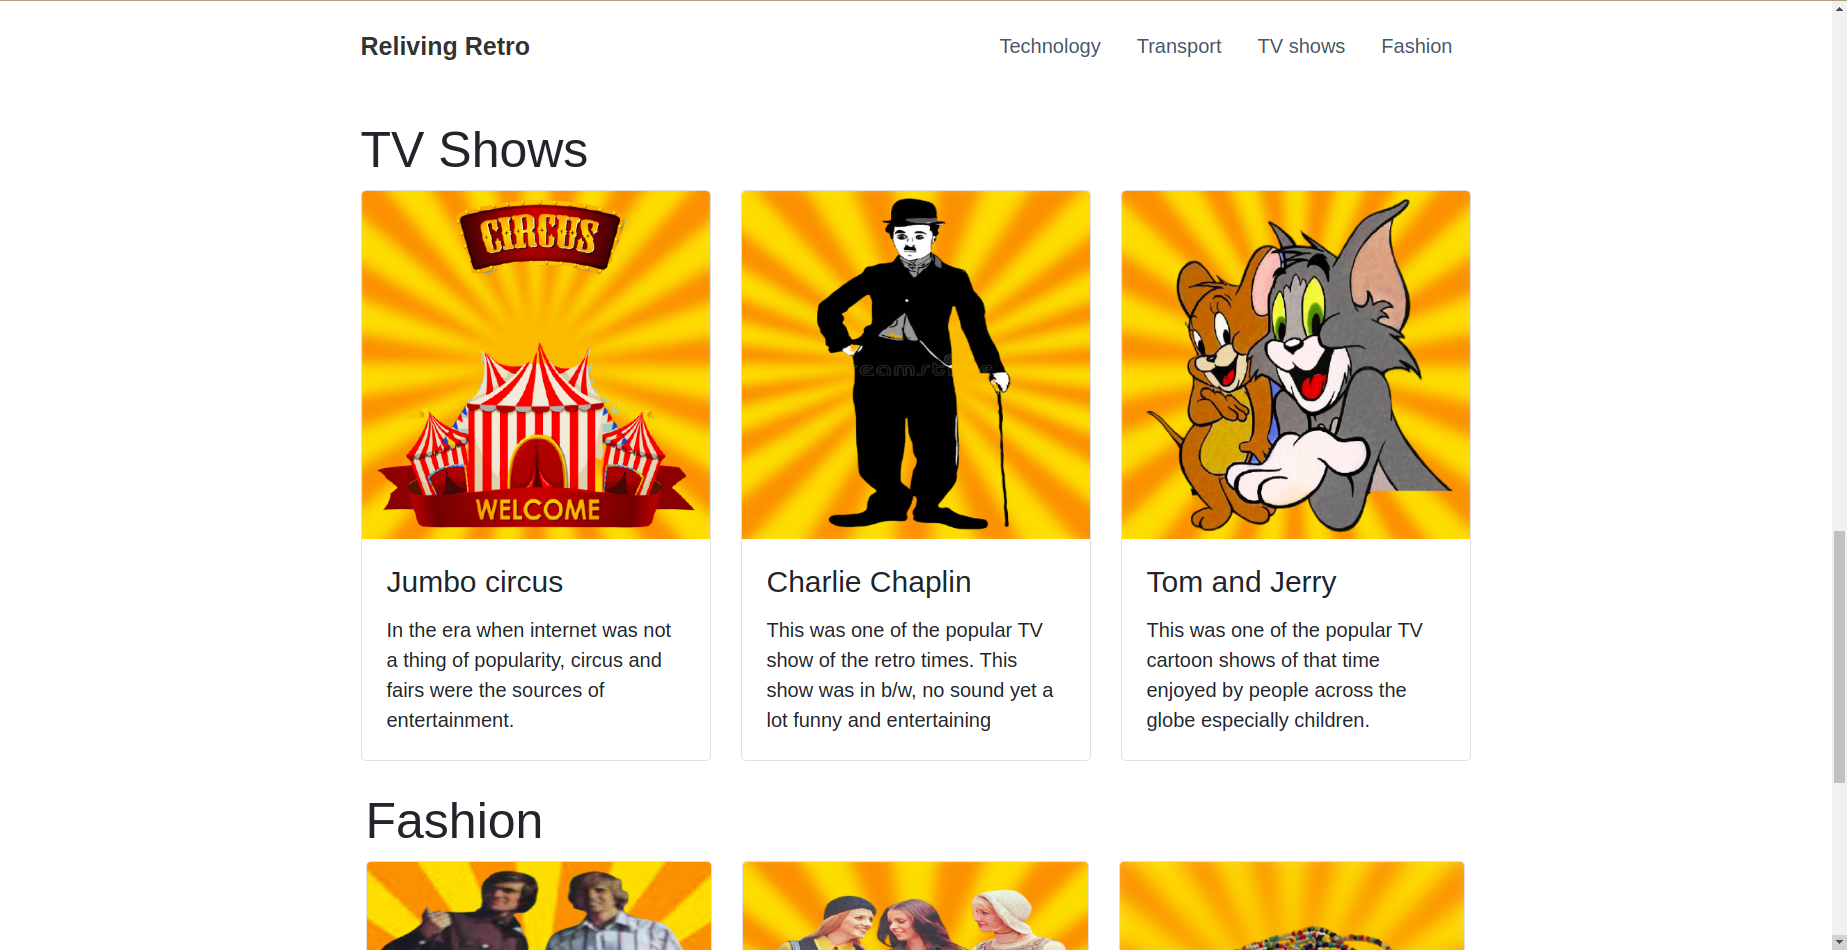 Reliving Retro
Technology Transport TV shows Fashion
TV Shows
CIRCUS
WELCOME
Jumbo circus
In the era when internet was not
a thing of popularity, circus and
fairs were the sources of
entertainment.
Charlie Chaplin
This was one of the popular TV
show of the retro times. This
show was in b/w, no sound yet a
lot funny and entertaining
Tom and Jerry
This was one of the popular TV
cartoon shows of that time
enjoyed by people across the
globe especially children.
Fashion